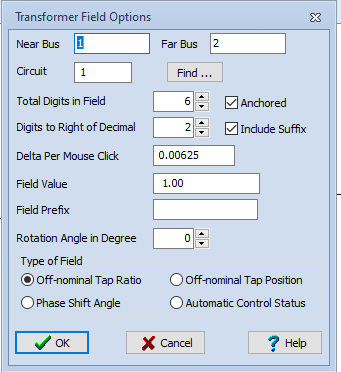 Transformer Field Options
Near Bus 1 Far Bus 2
Circuit 1 Find ...
Total Digits in Field 6 Anchored
Digits to Right of Decimal 2 Include Suffix
Delta Per Mouse Click 0.00625
Field Value 1.00
Field Prefix
Rotation Angle in Degree 0
Type of Field
Off-nominal Tap Ratio Off-nominal Tap Position
Phase Shift Angle Automatic Control Status
OK Cancel ? Help